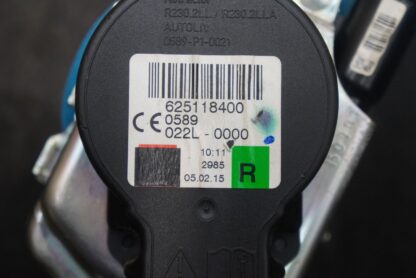 R230.2LL / R230.2LLA
AUTOLIV
0589-P1-0021
625118400
CE 0589
022L-0000
10:11
2985
05.02.15
R